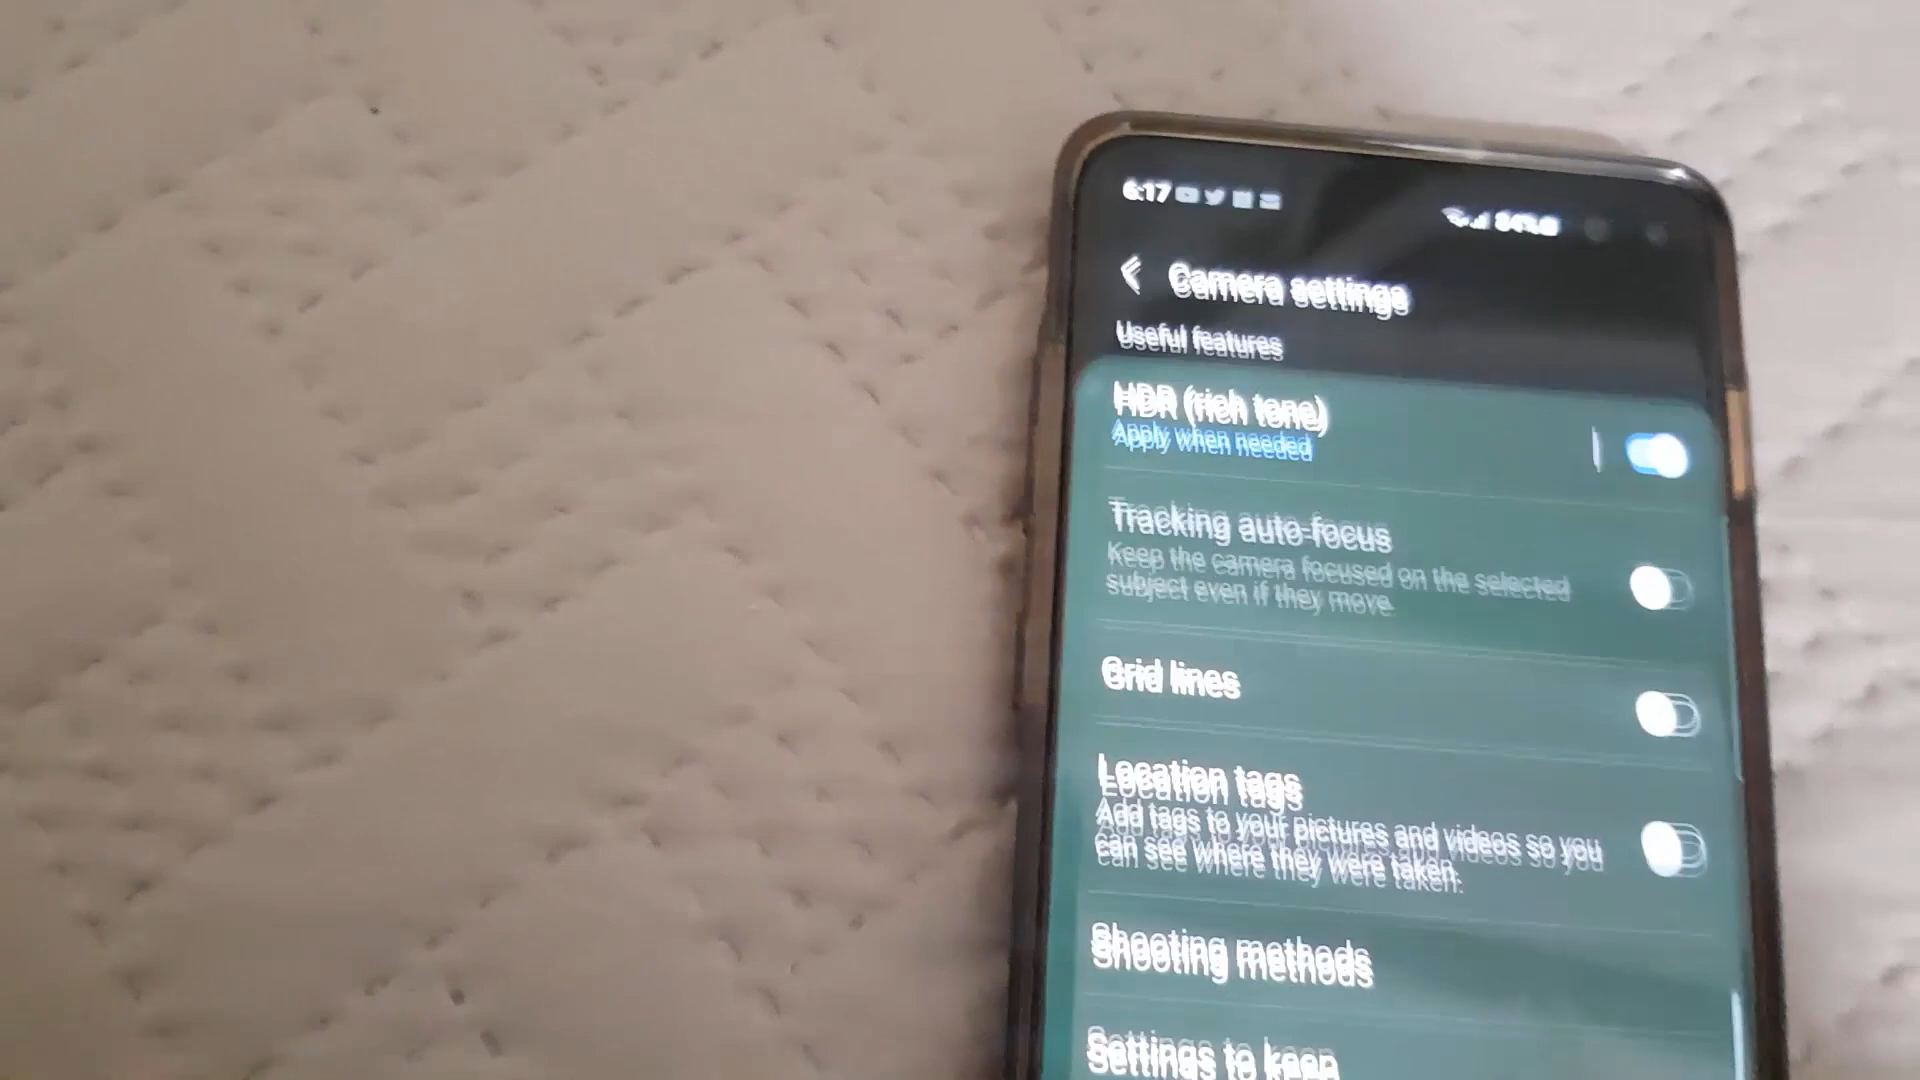 6:17
84%
Camera settings
Useful features
HDR (rich tone)
Apply when needed
Tracking auto-focus
Keep the camera focused on the selected
subject even if they move.
Grid lines
Location tags
Add tags to your pictures and videos so you
can see where they were taken.
Shooting methods
Settings to keep